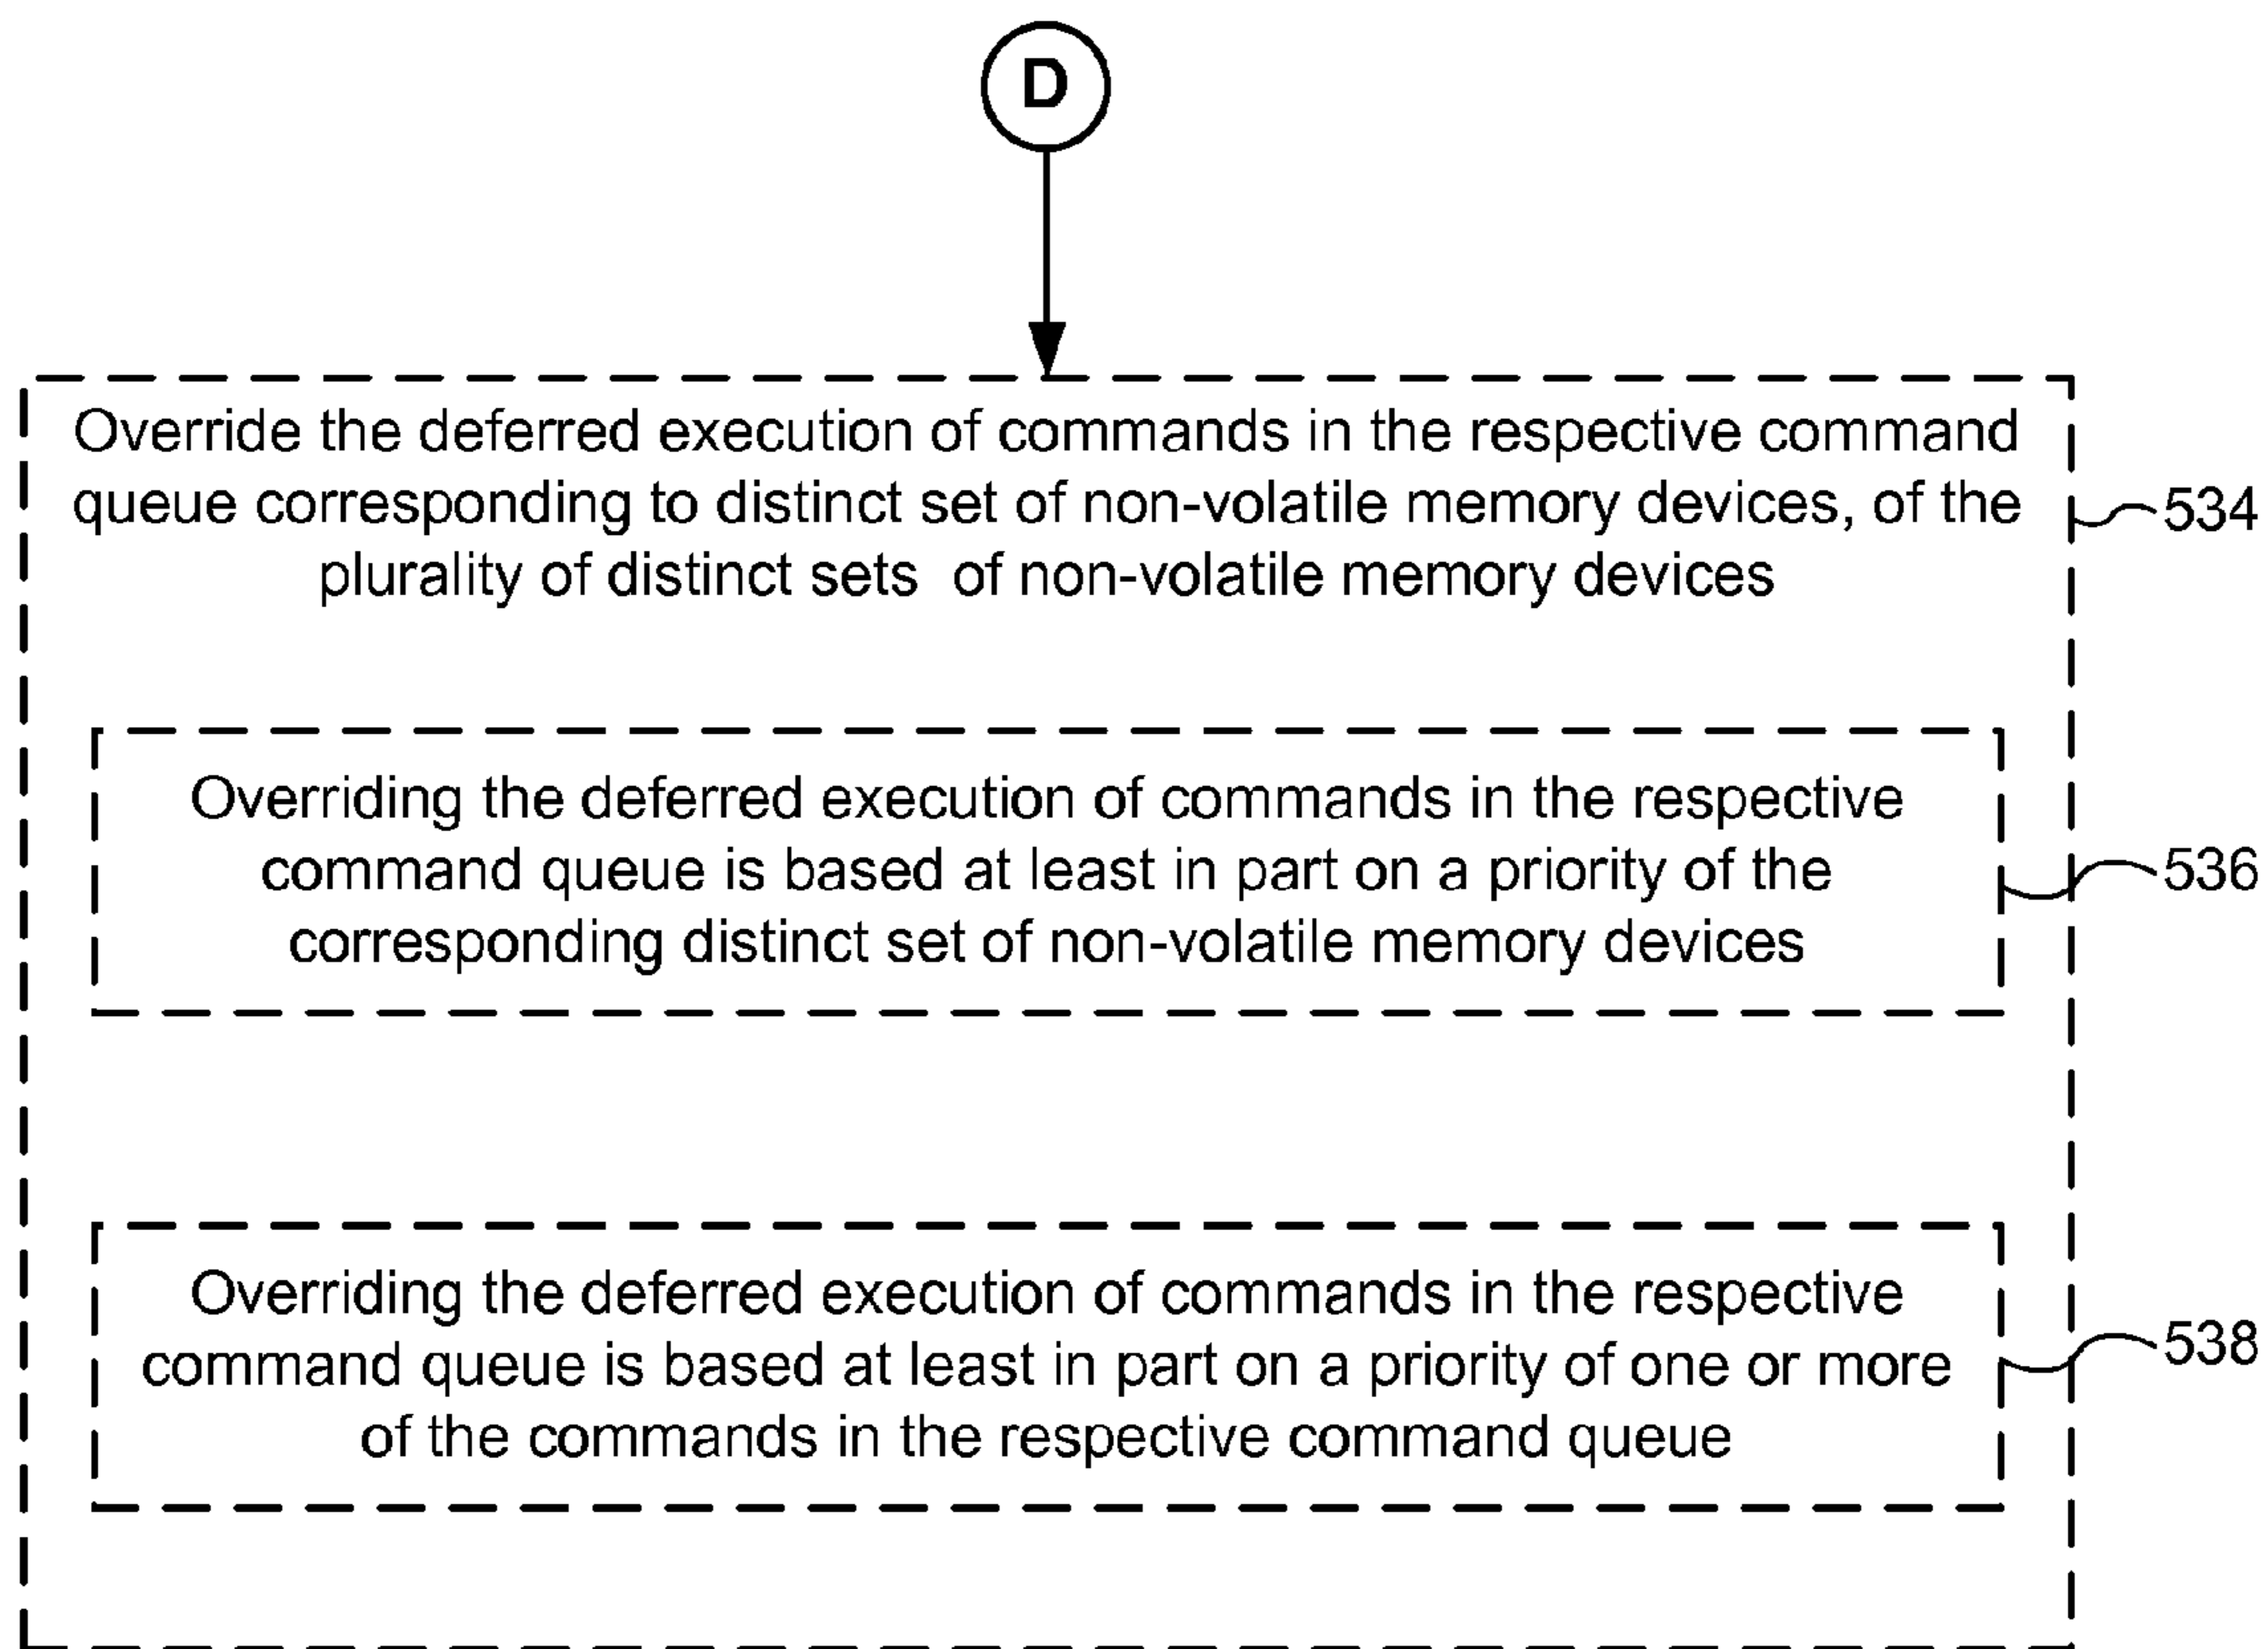 D
Override the deferred execution of commands in the respective command
queue corresponding to distinct set of non-volatile memory devices, of the
plurality of distinct sets of non-volatile memory devices
534
Overriding the deferred execution of commands in the respective
command queue is based at least in part on a priority of the
corresponding distinct set of non-volatile memory devices
536
Overriding the deferred execution of commands in the respective
command queue is based at least in part on a priority of one or more
of the commands in the respective command queue
538